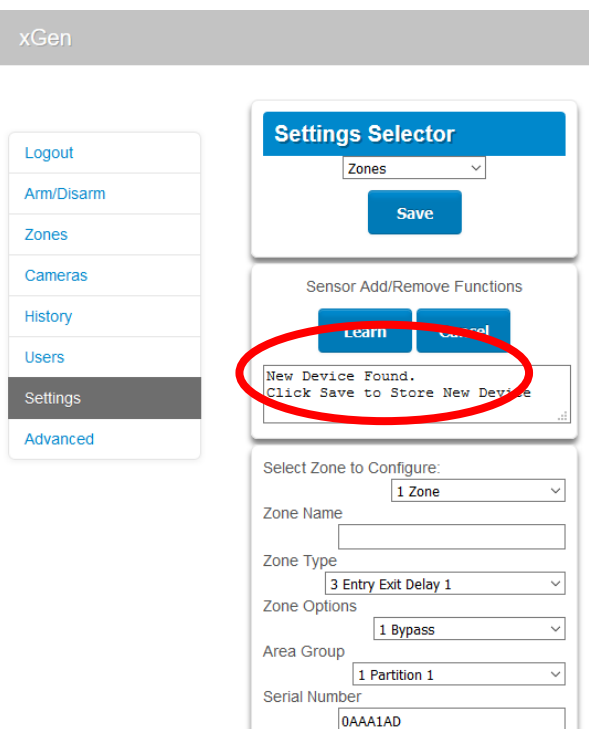 xGen
Logout
Arm/Disarm
Zones
Cameras
History
Users
Settings
Advanced
Settings Selector
Zones
Save
Sensor Add/Remove Functions
Learn Cancel
New Device Found.
Click Save to Store New Device
Select Zone to Configure:
1 Zone
Zone Name
Zone Type
3 Entry Exit Delay 1
Zone Options
1 Bypass
Area Group
1 Partition 1
Serial Number
0AAA1AD